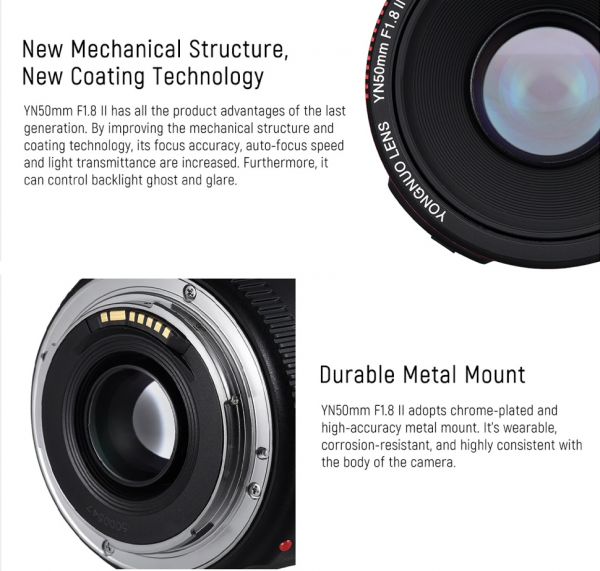 New Mechanical Structure,
New Coating Technology
YN50mm F1.8 II has all the product advantages of the last
generation. By improving the mechanical structure and
coating technology, its focus accuracy, auto-focus speed
and light transmittance are increased. Furthermore, it
can control backlight ghost and glare.
YONGNUO LENS YN50mm F1.8 II
Durable Metal Mount
YN50mm F1.8 II adopts chrome-plated and
high-accuracy metal mount. It's wearable,
corrosion-resistant, and highly consistent with
the body of the camera.